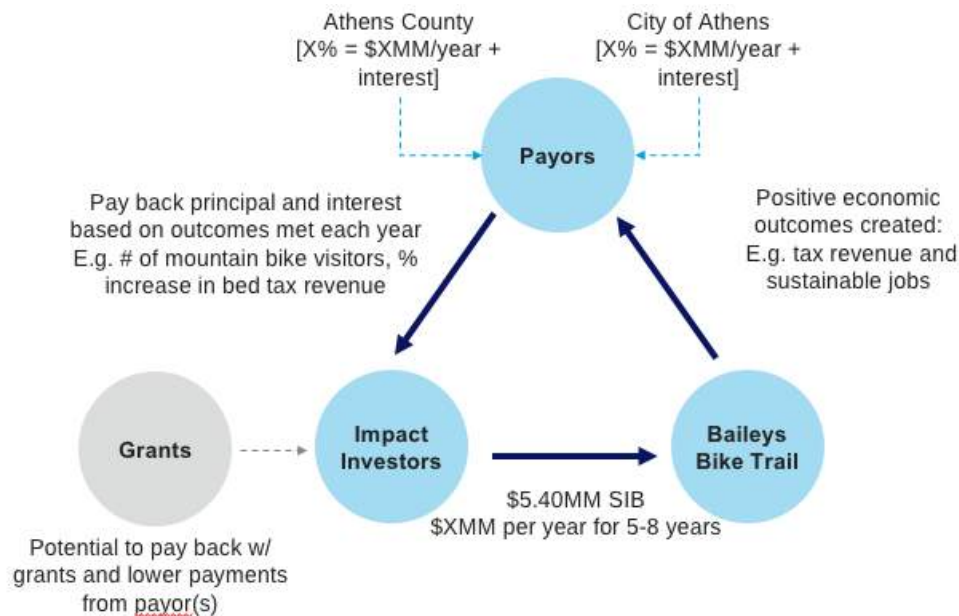 Athens County
[X% = $XMM/year +
interest]
City of Athens
[X% = $XMM/year +
interest]
Payors
Pay back principal and interest
based on outcomes met each year
E.g. # of mountain bike visitors, %
increase in bed tax revenue
Positive economic
outcomes created:
E.g. tax revenue and
sustainable jobs
Grants
Impact
Investors
Baileys
Bike Trail
$5.40MM SIB
$XMM per year for 5-8 years
Potential to pay back w/
grants and lower payments
from payor(s)